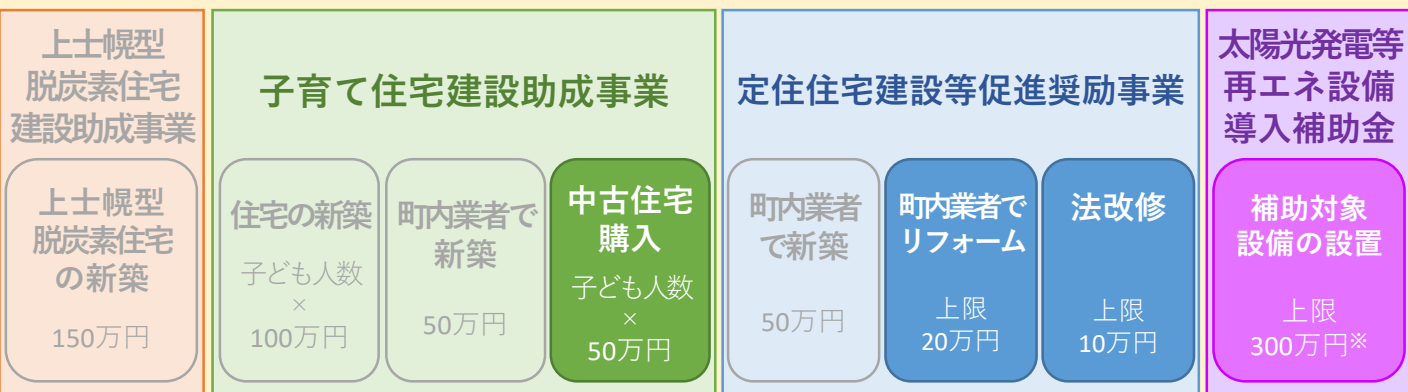 上士幌型
脱炭素住宅
建設助成事業
上士幌型
脱炭素住宅
の新築
150万円
子育て住宅建設助成事業
住宅の新築
子ども人数
×
100万円
町内業者で
新築
50万円
中古住宅
購入
子ども人数
×
50万円
定住住宅建設等促進奨励事業
町内業者
で新築
50万円
町内業者で
リフォーム
上限
20万円
法改修
上限
10万円
太陽光発電等
再エネ設備
導入補助金
補助対象
設備の設置
上限
300万円※